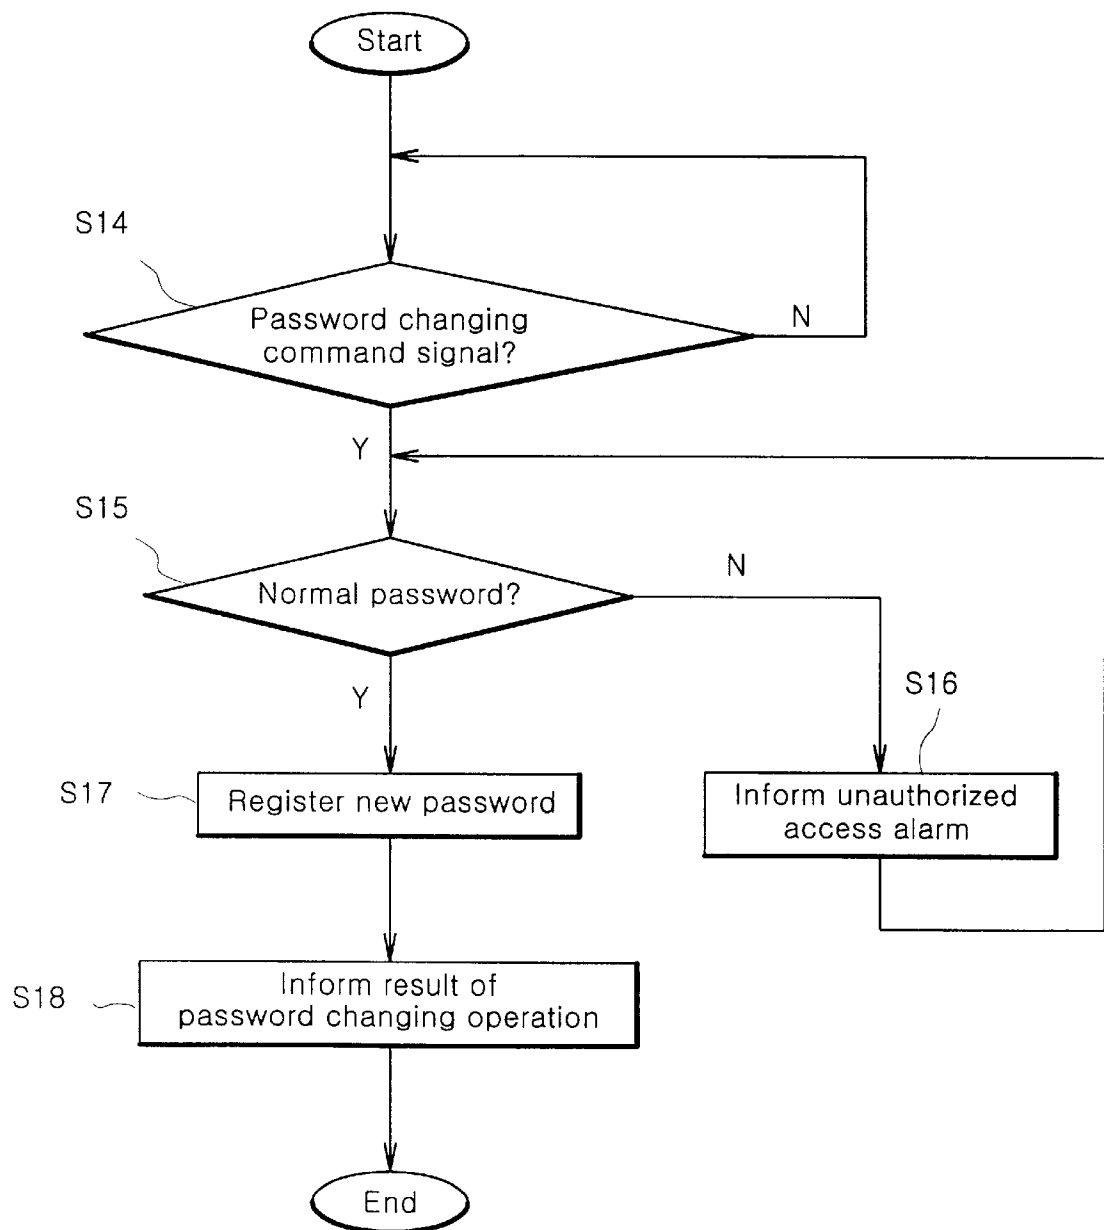 Start
S14
Password changing
command signal?
N
Y
S15
Normal password?
N
Y
S16
S17
Register new password
Inform unauthorized
access alarm
S18
Inform result of
password changing operation
End